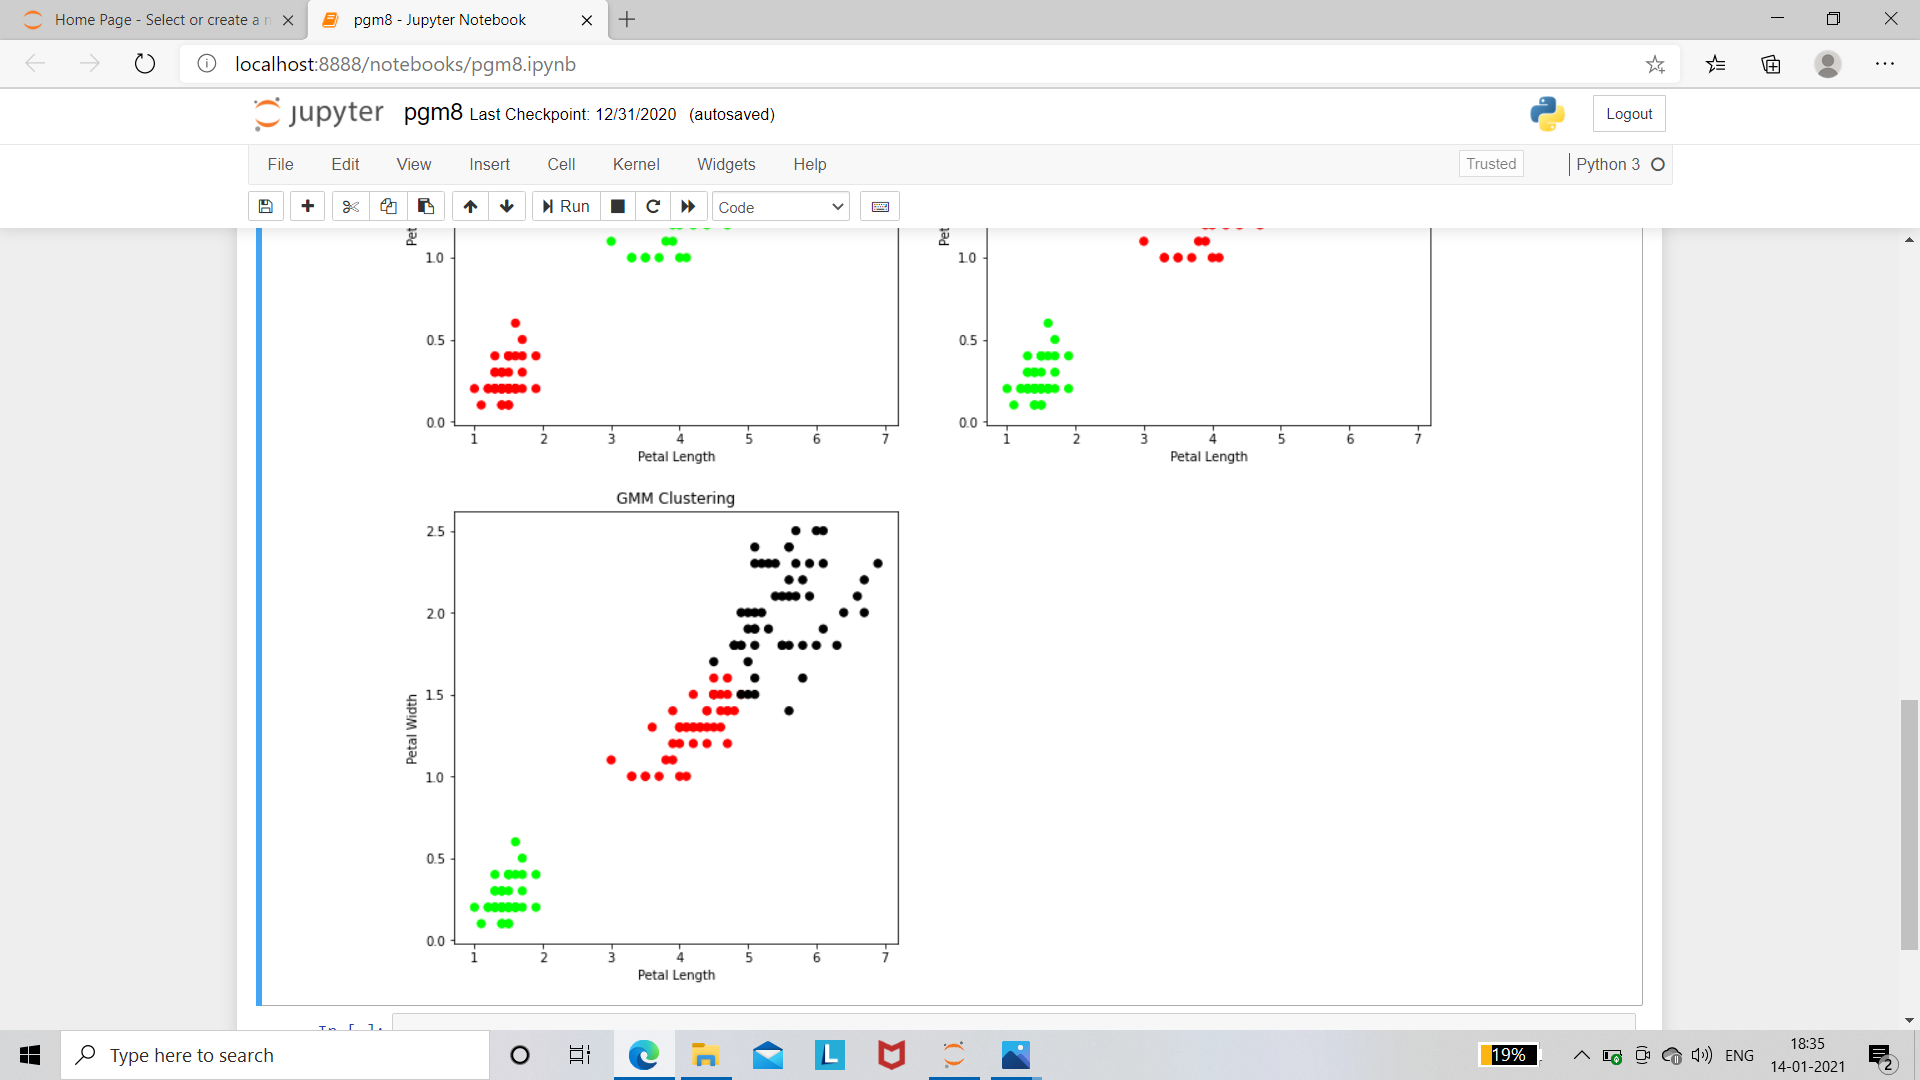 Home Page - Select or create a n
pgm8 - Jupyter Notebook
localhost:8888/notebooks/pgm8.ipynb
jupyter pgm8 Last Checkpoint: 12/31/2020 (autosaved)
Logout
File Edit View Insert Cell Kernel Widgets Help
Trusted
Python 3
Run
Code
Pet
1.0
0.5
0.0
1 2 3 4 5 6 7
Petal Length
Pet
1.0
0.5
0.0
1 2 3 4 5 6 7
Petal Length
GMM Clustering
Petal Width
2.5
2.0
1.5
1.0
0.5
0.0
1 2 3 4 5 6 7
Petal Length
In [ ]:
Type here to search
L
19%
ENG
18:35
14-01-2021
2